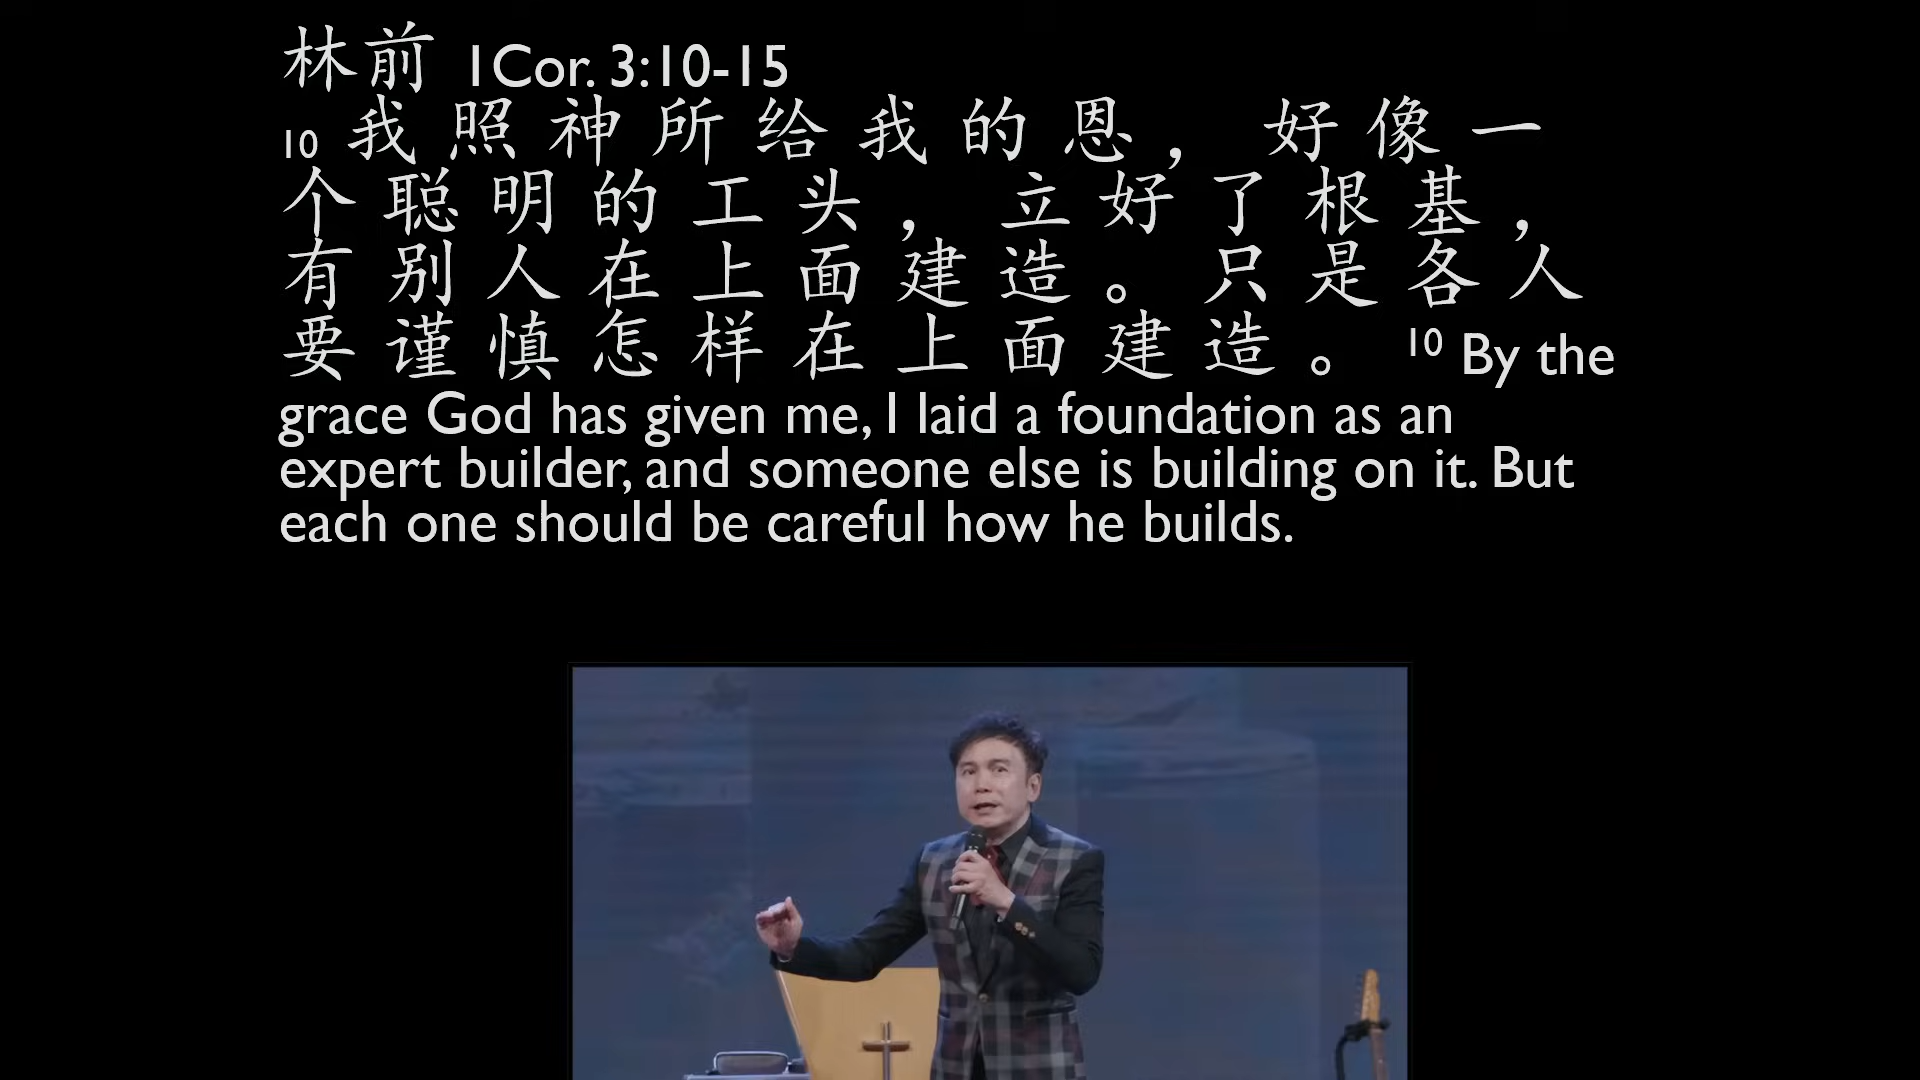 林前 1Cor. 3:10-15
10 我照神所给我的恩，好像一
个聪明的工头，立好了根基，
有别人在上面建造。只是各人
要谨慎怎样在上面建造。 10 By the
grace God has given me, I laid a foundation as an
expert builder, and someone else is building on it. But
each one should be careful how he builds.